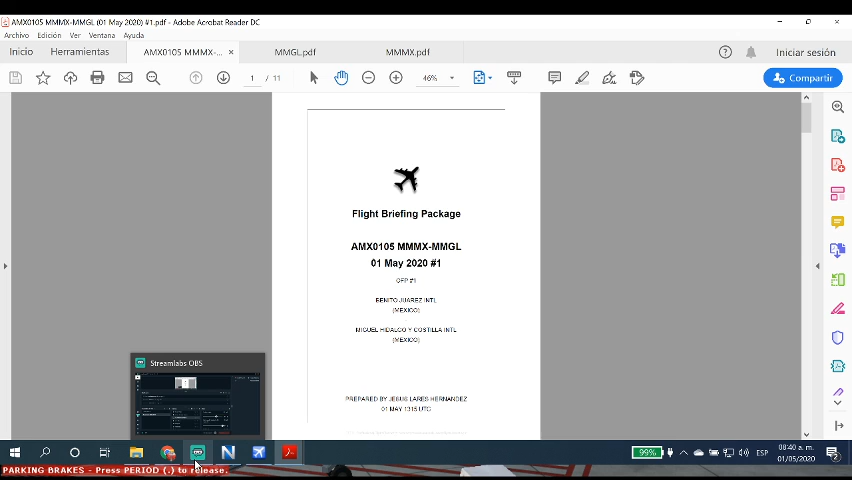 AMX0105 MMMX-MMGL (01 May 2020) #1.pdf - Adobe Acrobat Reader DC
Archivo Edición Ver Ventana Ayuda
Inicio Herramientas AMX0105 MMMX-... × MMGL.pdf MMMX.pdf Iniciar sesión
1 / 11 46% Compartir
Flight Briefing Package
AMX0105 MMMX-MMGL
01 May 2020 #1
OFP #1
BENITO JUAREZ INTL
(MEXICO)
MIGUEL HIDALGO Y COSTILLA INTL
(MEXICO)
PREPARED BY JESUS LARES HERNANDEZ
01 MAY 1315 UTC
Streamlabs OBS
99% ESP 08:40 a. m.
01/05/2020 2
PARKING BRAKES - Press PERIOD (.) to release.